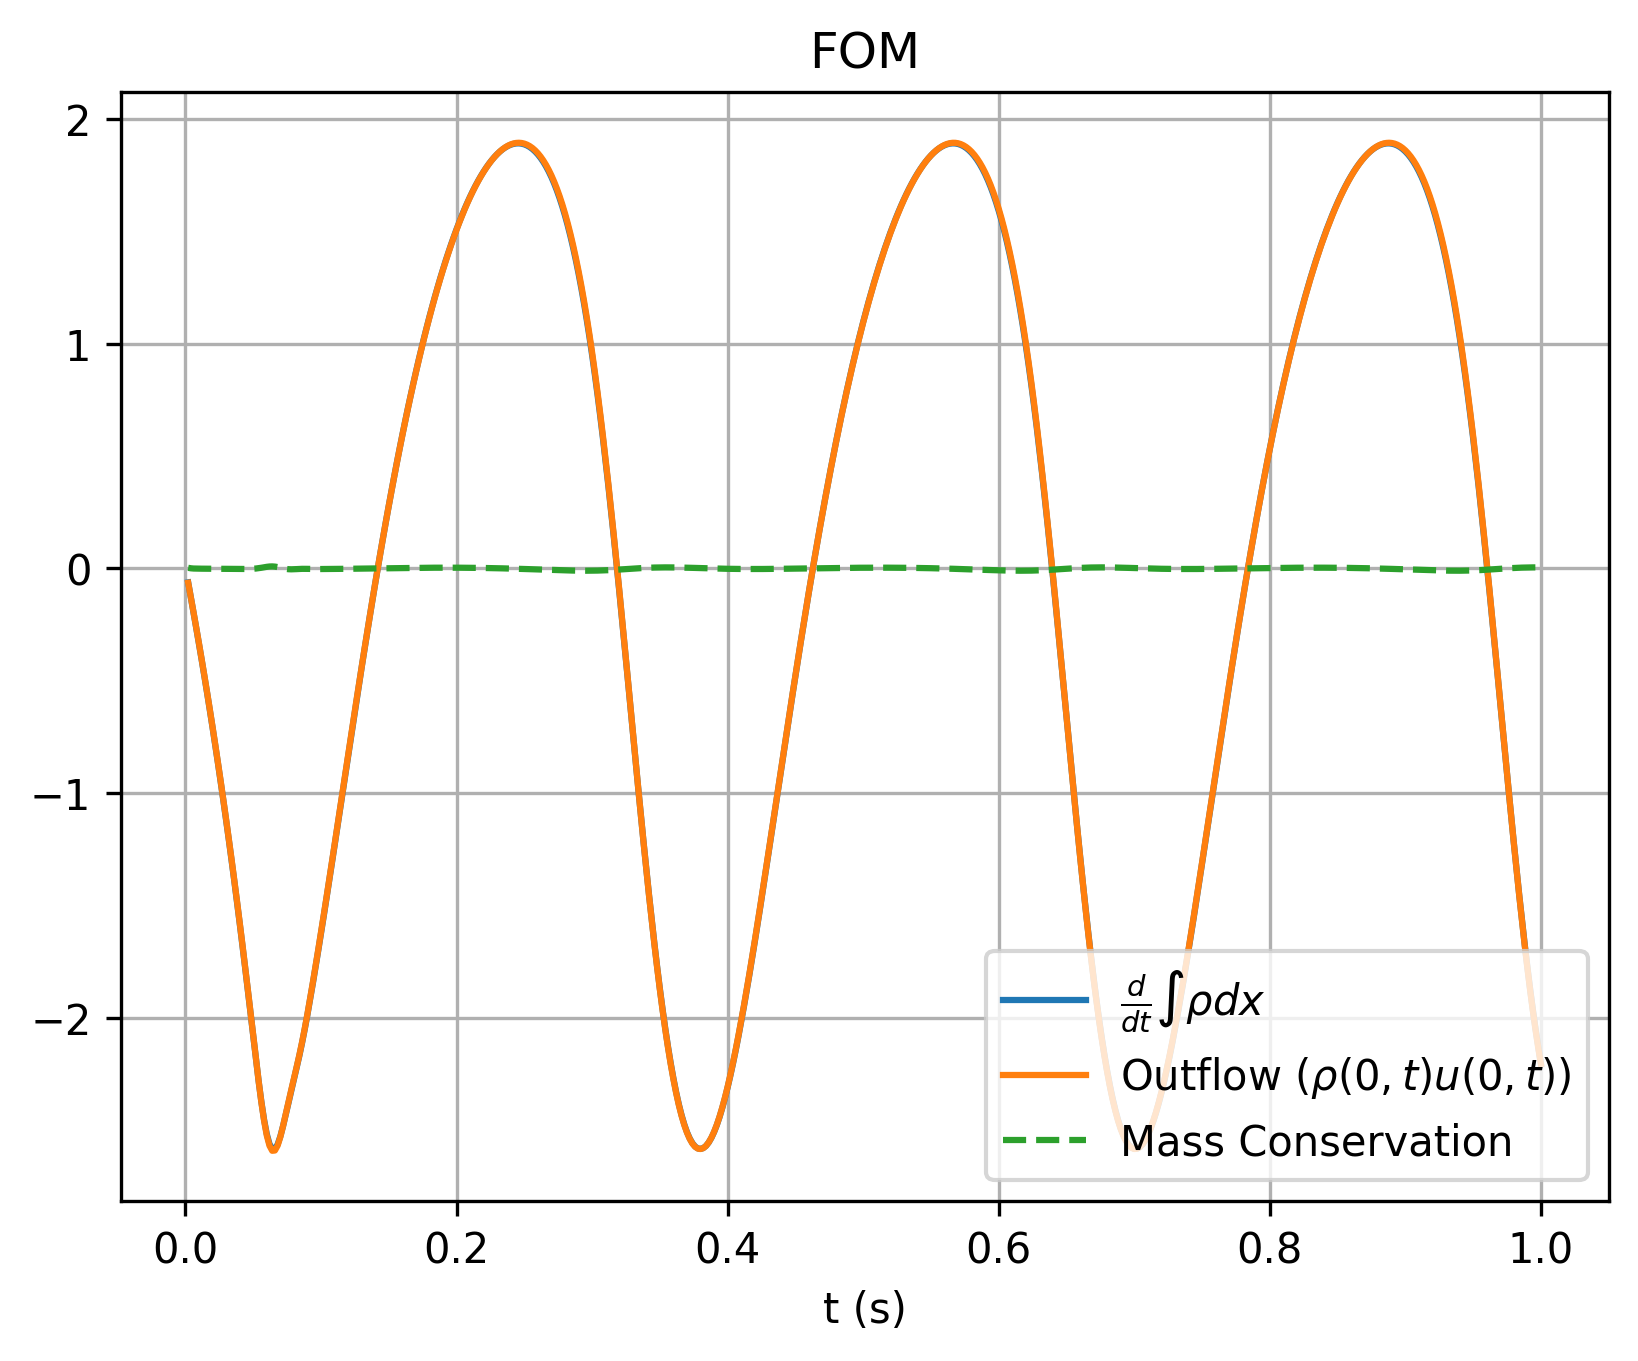 FOM
2
1
0
−1
−2
d/dt ∫ρdx
Outflow (ρ(0, t)u(0, t))
Mass Conservation
0.0 0.2 0.4 0.6 0.8 1.0
t (s)